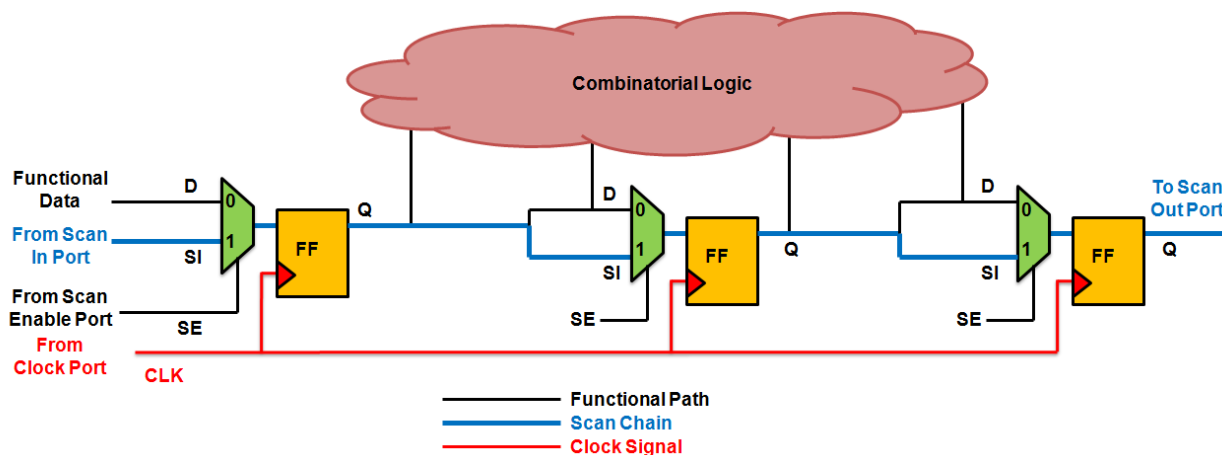 Combinatorial Logic
Functional
Data
D
0
From Scan
In Port
1
SI
From Scan
Enable Port
SE
From
Clock Port
CLK
FF
Q
D
0
1
SI
SE
FF
Q
D
0
1
SI
SE
FF
Q
To Scan
Out Port
Functional Path
Scan Chain
Clock Signal